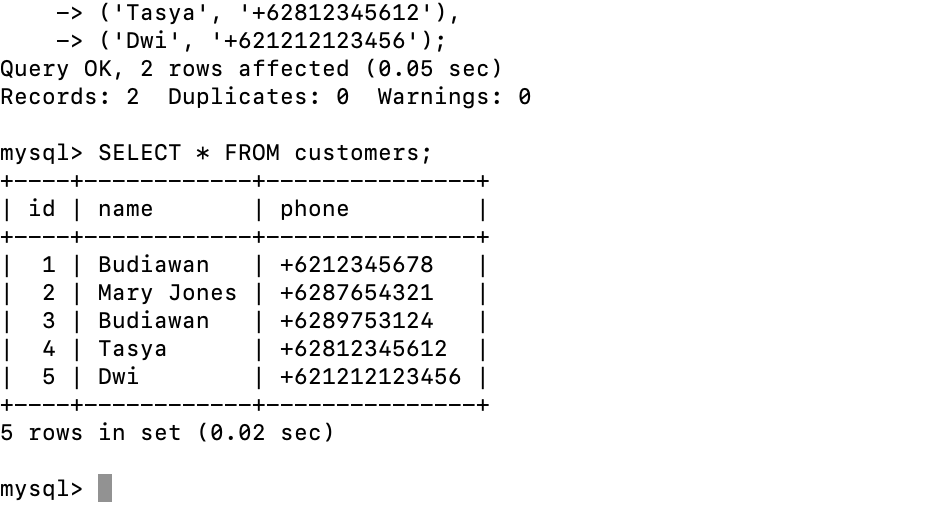 -> ('Tasya', '+62812345612'),
    -> ('Dwi', '+621212123456');
Query OK, 2 rows affected (0.05 sec)
Records: 2  Duplicates: 0  Warnings: 0

mysql> SELECT * FROM customers;
+----+------------+---------------+
| id | name       | phone         |
+----+------------+---------------+
|  1 | Budiawan   | +6212345678   |
|  2 | Mary Jones | +6287654321   |
|  3 | Budiawan   | +6289753124   |
|  4 | Tasya      | +62812345612  |
|  5 | Dwi        | +621212123456 |
+----+------------+---------------+
5 rows in set (0.02 sec)

mysql>